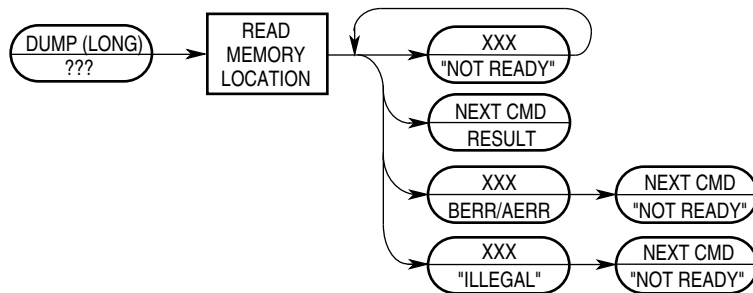 DUMP (LONG)
???
READ
MEMORY
LOCATION
XXX
"NOT READY"
NEXT CMD
RESULT
XXX
BERR/AERR
NEXT CMD
"NOT READY"
XXX
"ILLEGAL"
NEXT CMD
"NOT READY"